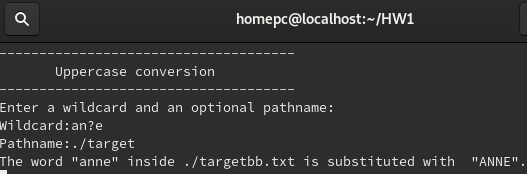 homepc@localhost:~/HW1
-----------------------------------
Uppercase conversion
-----------------------------------
Enter a wildcard and an optional pathname:
Wildcard:an?e
Pathname:./target
The word "anne" inside ./targetbb.txt is substituted with  "ANNE".